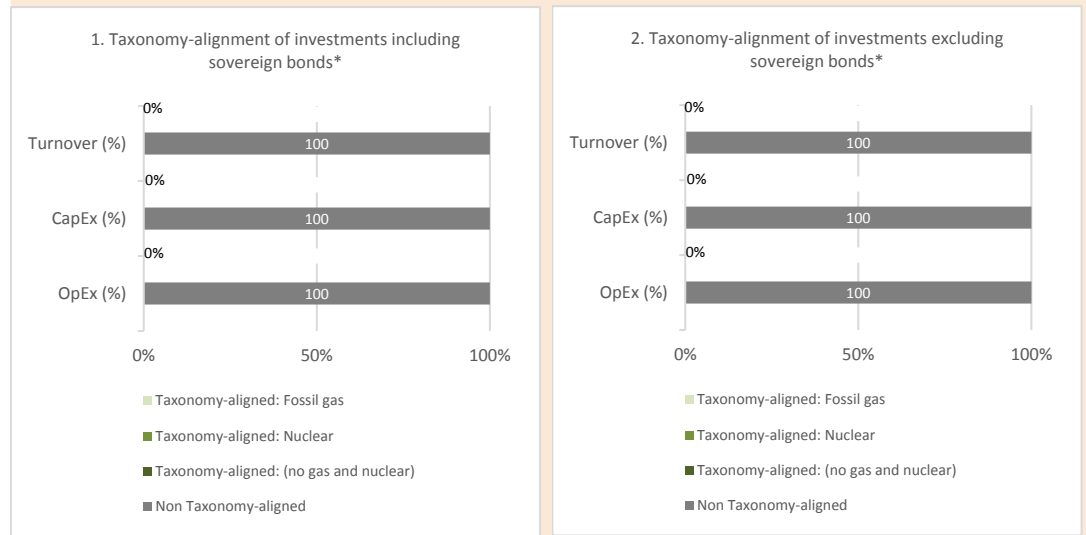 1. Taxonomy-alignment of investments including
sovereign bonds*
0%
Turnover (%)
100
0%
CapEx (%)
100
0%
OpEx (%)
100
0%
50%
100%
Taxonomy-aligned: Fossil gas
Taxonomy-aligned: Nuclear
Taxonomy-aligned: (no gas and nuclear)
Non Taxonomy-aligned
2. Taxonomy-alignment of investments excluding
sovereign bonds*
0%
Turnover (%)
100
0%
CapEx (%)
100
0%
OpEx (%)
100
0%
50%
100%
Taxonomy-aligned: Fossil gas
Taxonomy-aligned: Nuclear
Taxonomy-aligned: (no gas and nuclear)
Non Taxonomy-aligned